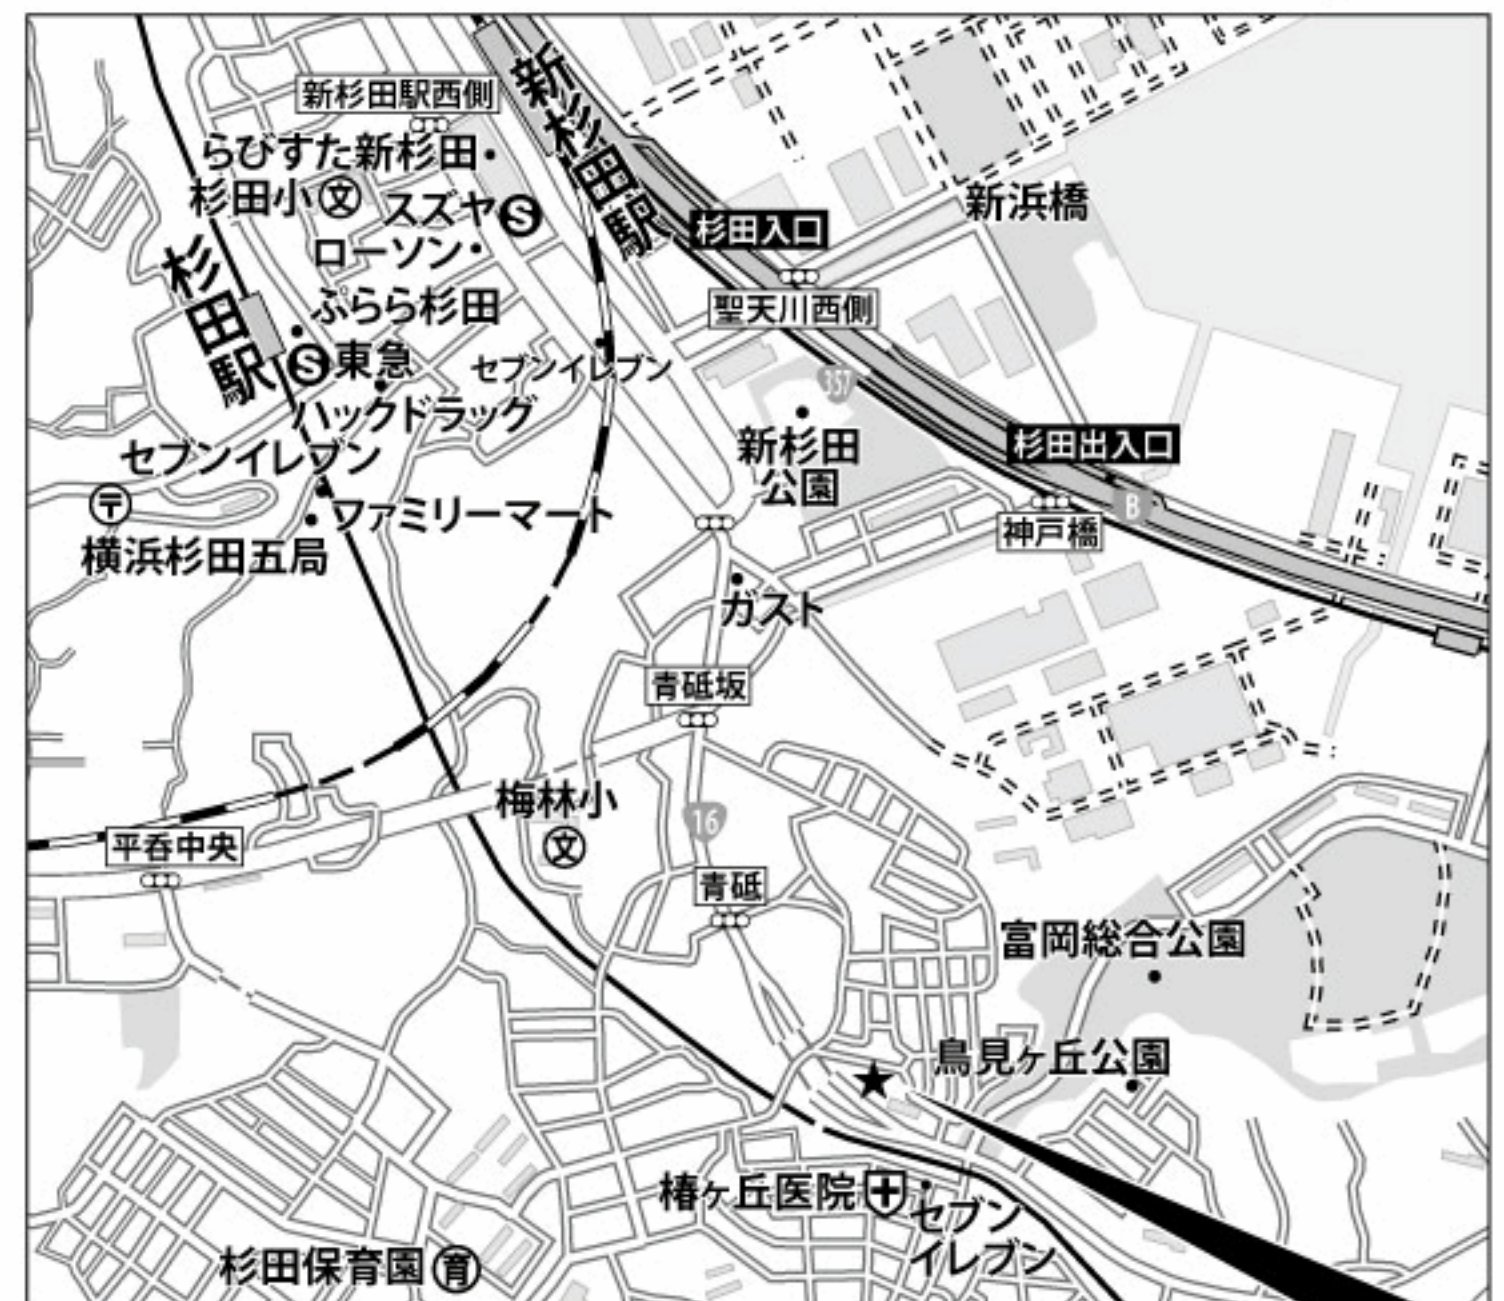 新杉田駅西側
新杉田駅
らびすた新杉田
杉田小 文
スズヤ S
ローソン
杉田入口
新浜橋
杉田駅
ぷらら杉田
聖天川西側
S 東急
セブンイレブン
357
ハックドラッグ
新杉田
公園
杉田出入口
セブンイレブン
〒
ファミリーマート
B
神戸橋
横浜杉田五局
ガスト
青砥坂
梅林小
文
16
平呑中央
青砥
富岡総合公園
鳥見ヶ丘公園
★
椿ヶ丘医院
セブン
イレブン
杉田保育園 育